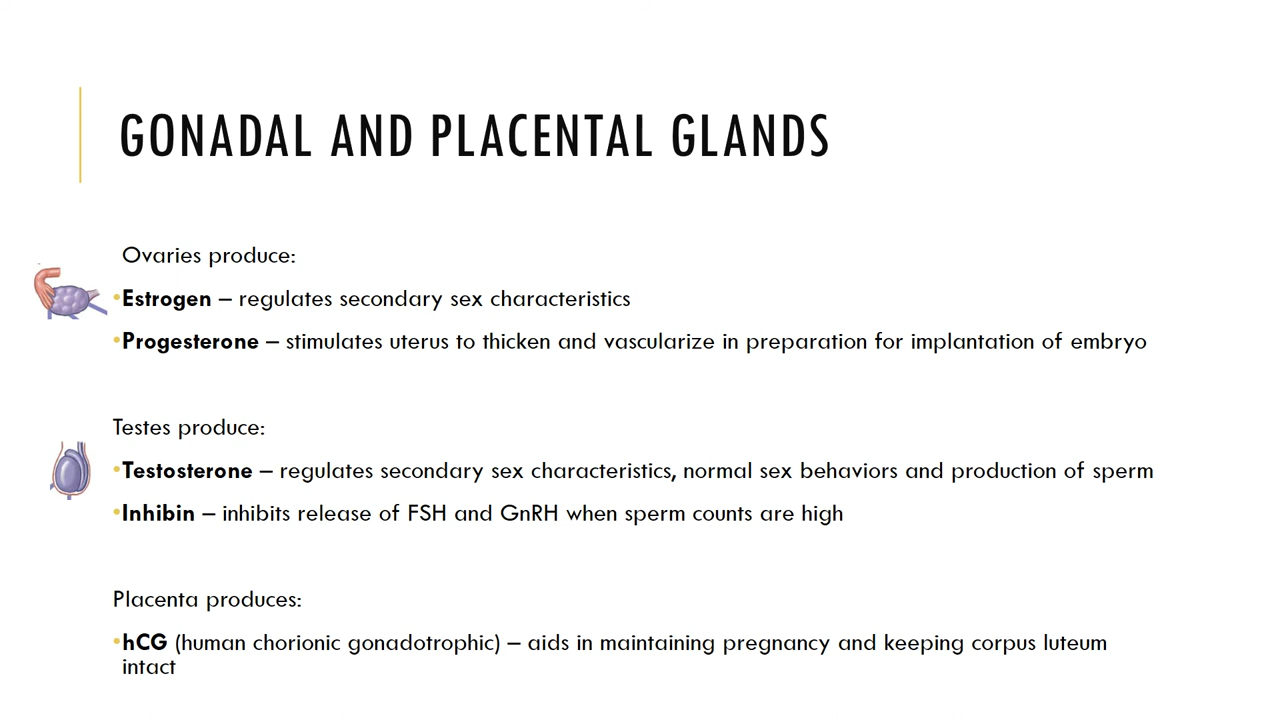 GONADAL AND PLACENTAL GLANDS
Ovaries produce:
•Estrogen – regulates secondary sex characteristics
•Progesterone – stimulates uterus to thicken and vascularize in preparation for implantation of embryo
Testes produce:
•Testosterone – regulates secondary sex characteristics, normal sex behaviors and production of sperm
•Inhibin – inhibits release of FSH and GnRH when sperm counts are high
Placenta produces:
•hCG (human chorionic gonadotrophic) – aids in maintaining pregnancy and keeping corpus luteum
intact